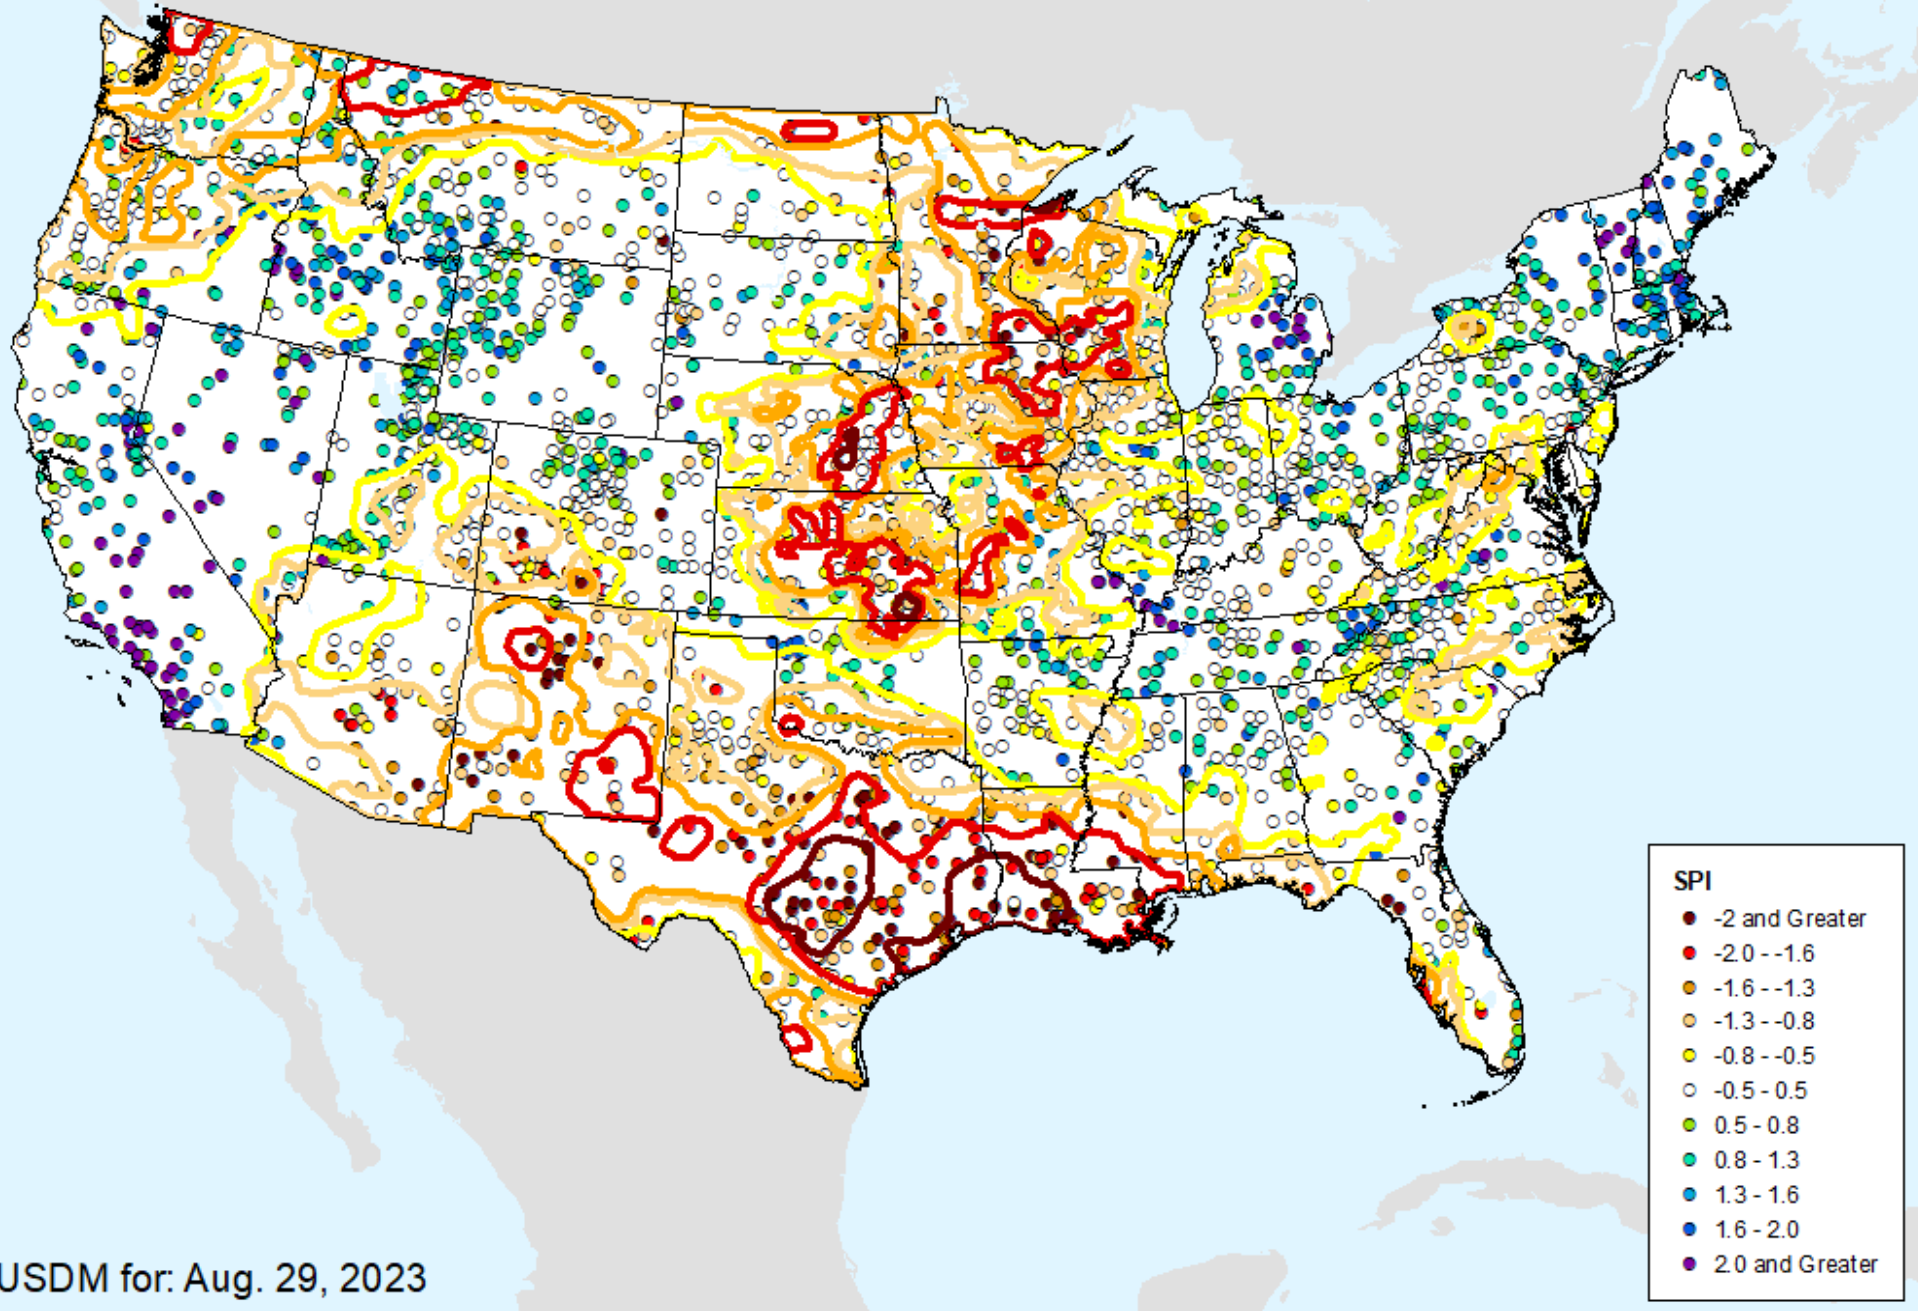 SPI
-2 and Greater
-2.0 - -1.6
-1.6 - -1.3
-1.3 - -0.8
-0.8 - -0.5
-0.5 - 0.5
0.5 - 0.8
0.8 - 1.3
1.3 - 1.6
1.6 - 2.0
2.0 and Greater
USDM for: Aug. 29, 2023